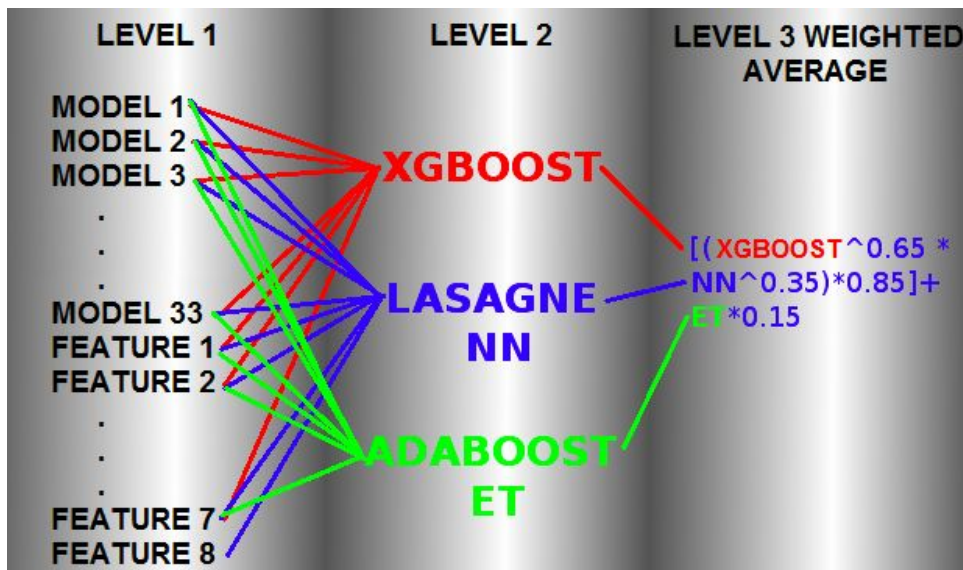 LEVEL 1
MODEL 1
MODEL 2
MODEL 3
.
.
.
MODEL 33
FEATURE 1
FEATURE 2
.
.
.
FEATURE 7
FEATURE 8
LEVEL 2
XGBOOST
LASAGNE
NN
ADABOOST
ET
LEVEL 3 WEIGHTED
AVERAGE
[(XGBOOST^0.65 *
NN^0.35)*0.85]+
ET*0.15